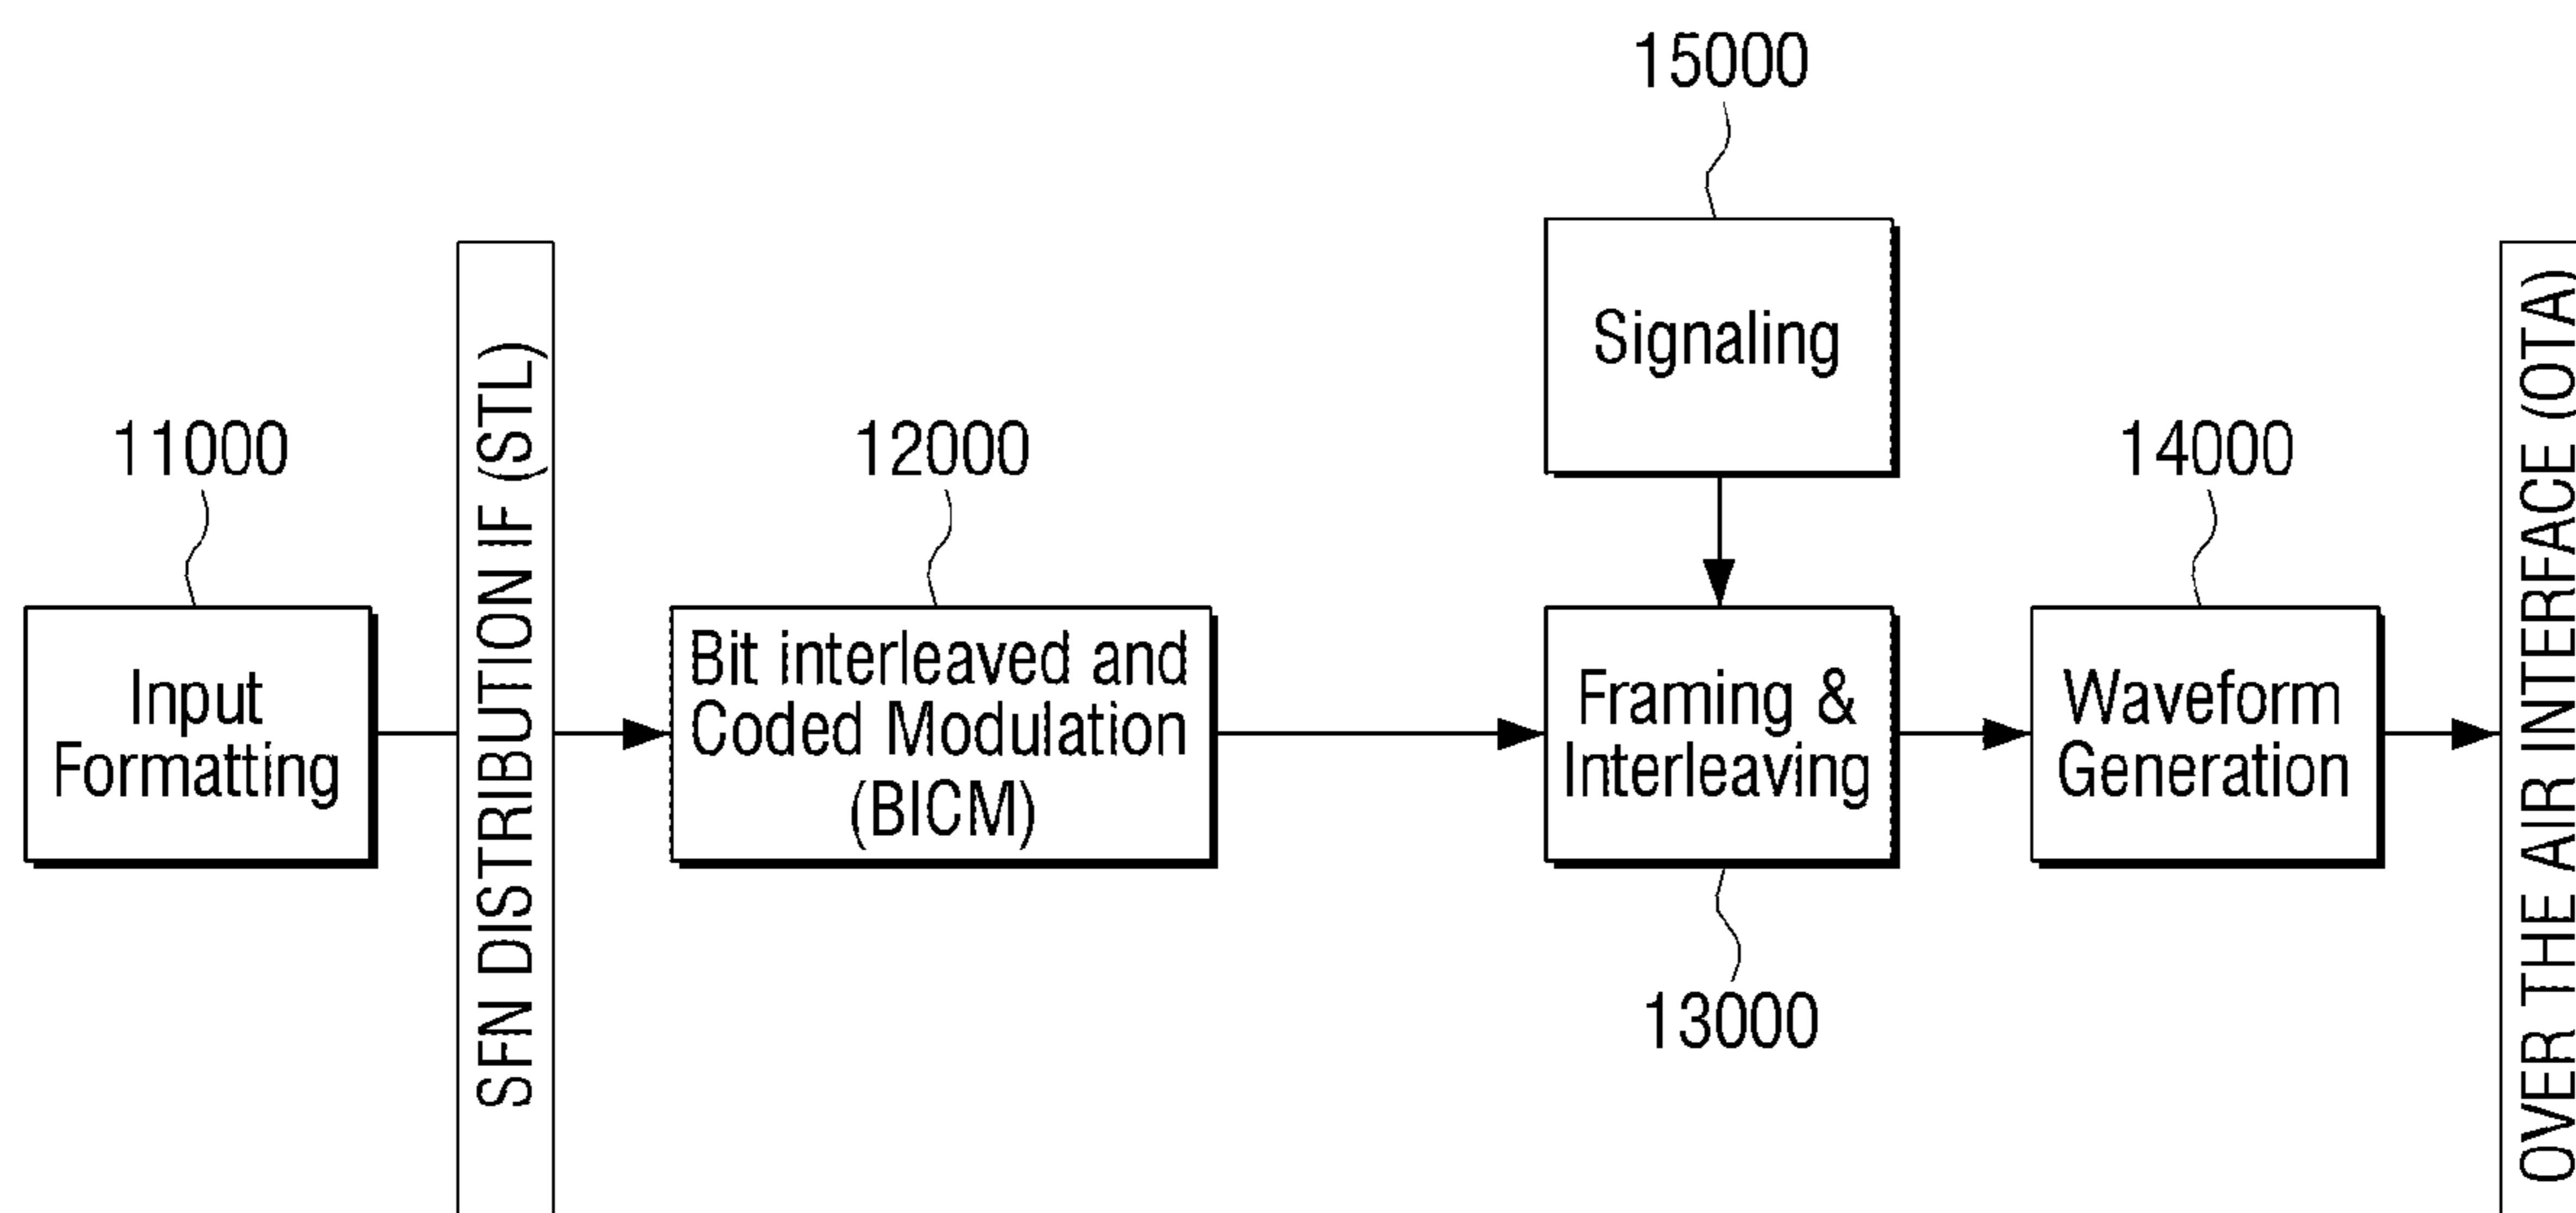 15000
Signaling
11000
12000
14000
SFN DISTRIBUTION IF (STL)
OVER THE AIR INTERFACE (OTA)
Input
Formatting
Bit interleaved and
Coded Modulation
(BICM)
Framing &
Interleaving
Waveform
Generation
13000